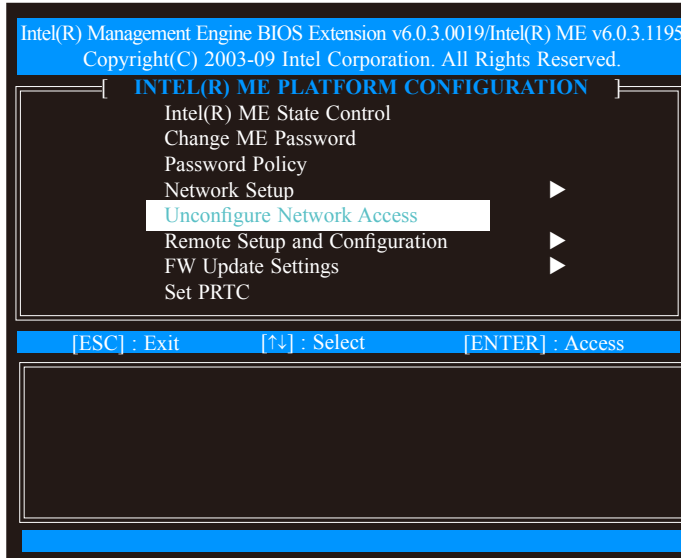 Intel(R) Management Engine BIOS Extension v6.0.3.0019/Intel(R) ME v6.0.3.1195
Copyright(C) 2003-09 Intel Corporation. All Rights Reserved.
[ INTEL(R) ME PLATFORM CONFIGURATION ]
Intel(R) ME State Control
Change ME Password
Password Policy
Network Setup ▶
Unconfigure Network Access
Remote Setup and Configuration ▶
FW Update Settings ▶
Set PRTC
[ESC] : Exit [↑↓] : Select [ENTER] : Access